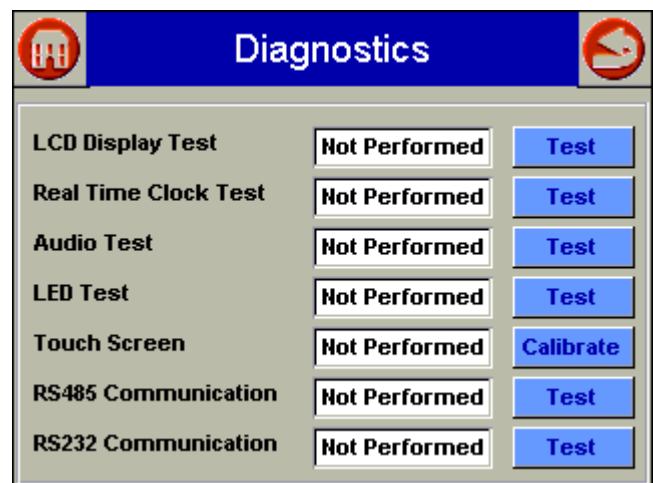 Diagnostics
LCD Display Test Not Performed Test
Real Time Clock Test Not Performed Test
Audio Test Not Performed Test
LED Test Not Performed Test
Touch Screen Not Performed Calibrate
RS485 Communication Not Performed Test
RS232 Communication Not Performed Test